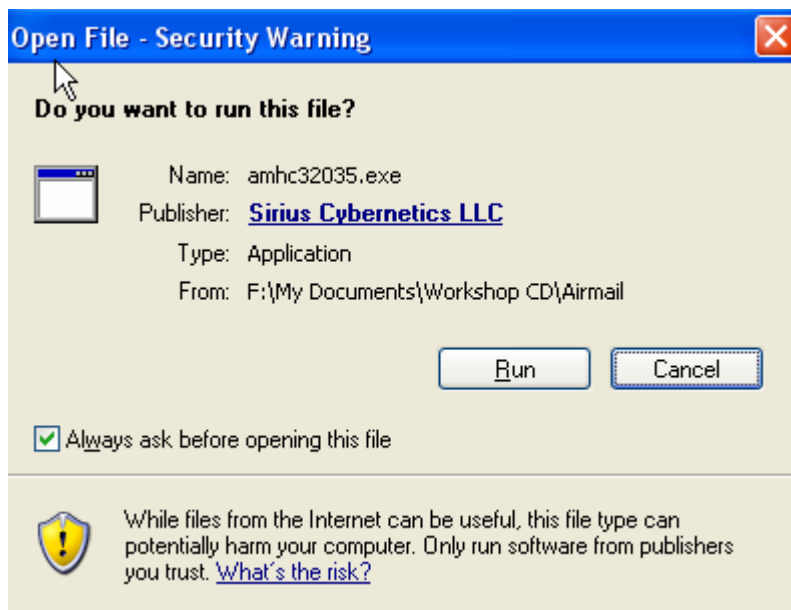 Open File - Security Warning
Do you want to run this file?
Name: amhc32035.exe
Publisher: Sirius Cybernetics LLC
Type: Application
From: F:\My Documents\Workshop CD\Airmail
Run Cancel
Always ask before opening this file
While files from the Internet can be useful, this file type can
potentially harm your computer. Only run software from publishers
you trust. What's the risk?